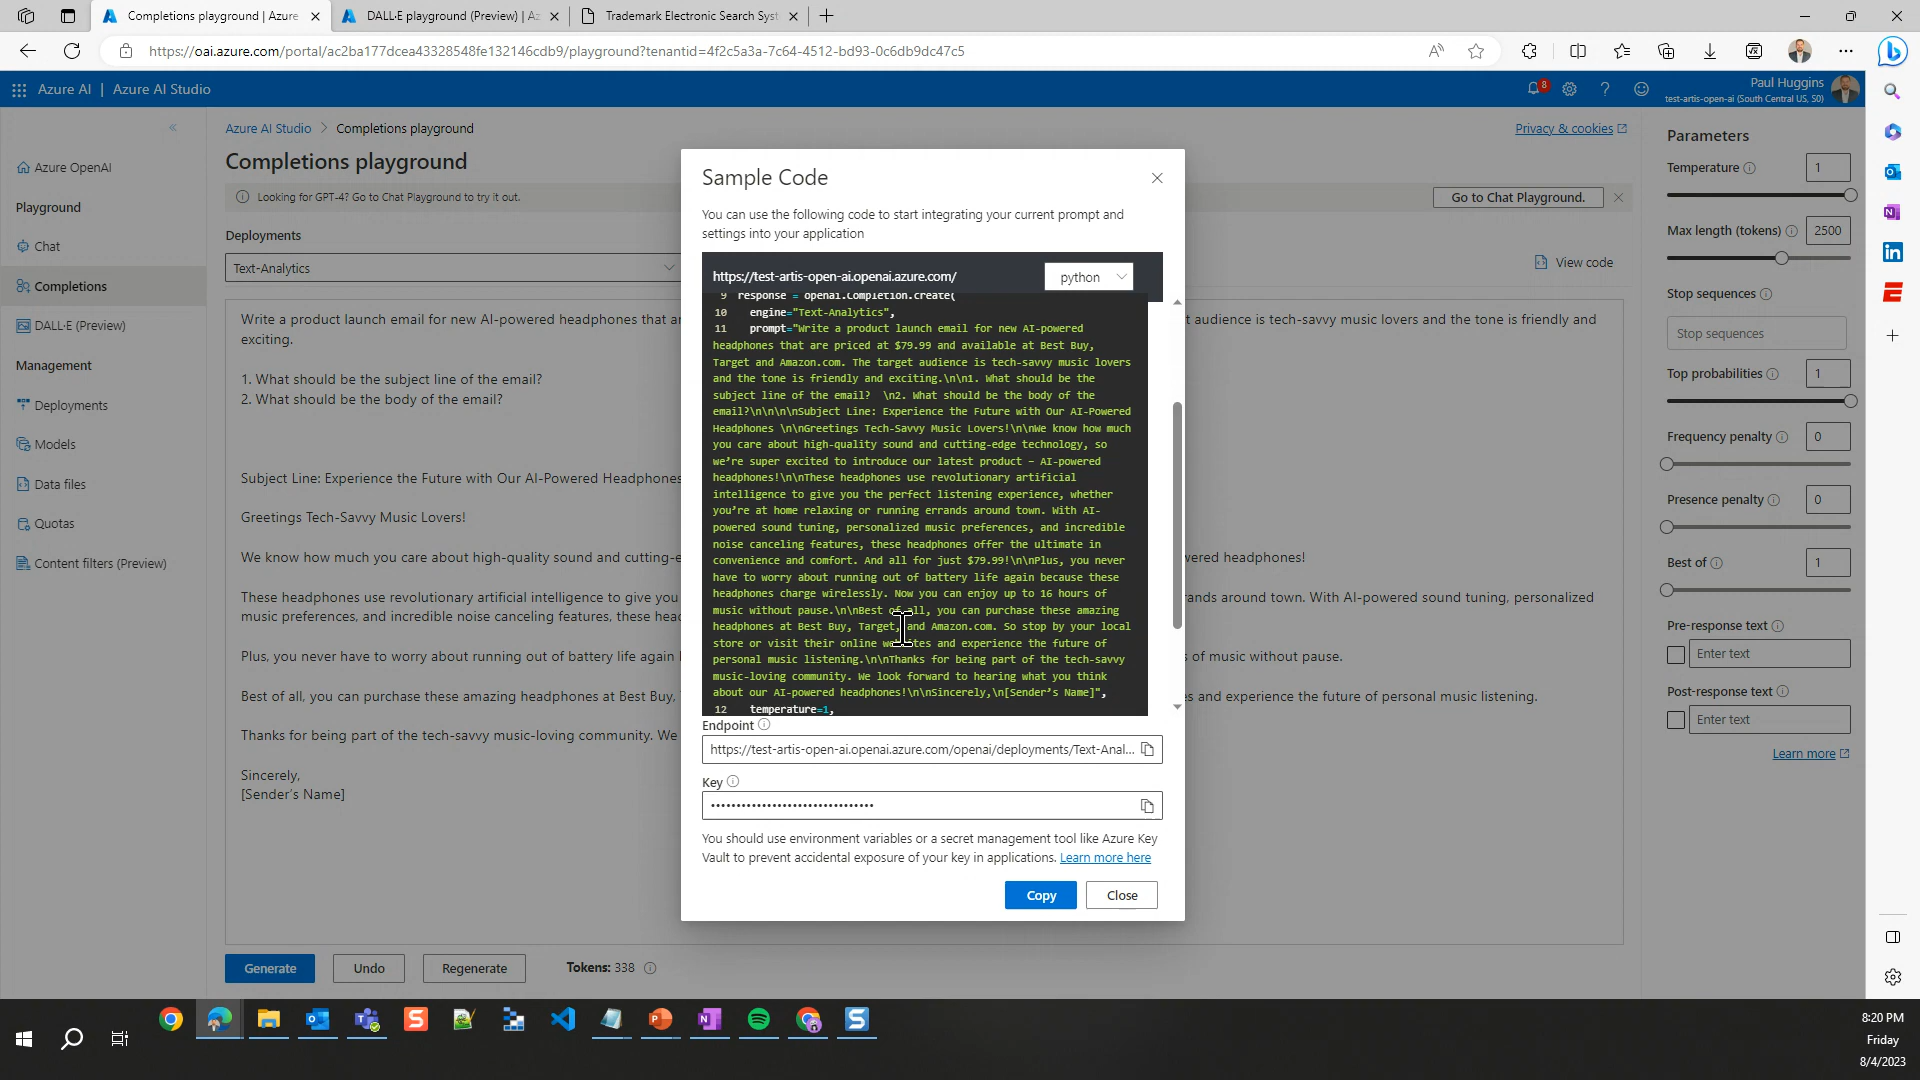 Completions playground | Azure
DALL·E playground (Preview) | Az
Trademark Electronic Search Syst
https://oai.azure.com/portal/ac2ba177dcea43328548fe132146cdb9/playground?tenantid=4f2c5a3a-7c64-4512-bd93-0c6db9dc47c5
Azure AI | Azure AI Studio
8
Paul Huggins
test-artis-open-ai (South Central US, S0)
Azure OpenAI
Playground
Chat
Completions
DALL·E (Preview)
Management
Deployments
Models
Data files
Quotas
Content filters (Preview)
Azure AI Studio > Completions playground
Privacy & cookies
Completions playground
Looking for GPT-4? Go to Chat Playground to try it out.
Go to Chat Playground.
Deployments
Text-Analytics
View code
Write a product launch email for new AI-powered headphones that ar
t audience is tech-savvy music lovers and the tone is friendly and
exciting.
1. What should be the subject line of the email?
2. What should be the body of the email?
Subject Line: Experience the Future with Our AI-Powered Headphones
Greetings Tech-Savvy Music Lovers!
We know how much you care about high-quality sound and cutting-e
wered headphones!
These headphones use revolutionary artificial intelligence to give you
rands around town. With AI-powered sound tuning, personalized
music preferences, and incredible noise canceling features, these hea
Plus, you never have to worry about running out of battery life again
s of music without pause.
Best of all, you can purchase these amazing headphones at Best Buy,
s and experience the future of personal music listening.
Thanks for being part of the tech-savvy music-loving community. We
Sincerely,
[Sender's Name]
Generate
Undo
Regenerate
Tokens: 338
Sample Code
You can use the following code to start integrating your current prompt and
settings into your application
https://test-artis-open-ai.openai.azure.com/
python
9 response = openai.Completion.create(
10 engine="Text-Analytics",
11 prompt="Write a product launch email for new AI-powered
headphones that are priced at $79.99 and available at Best Buy,
Target and Amazon.com. The target audience is tech-savvy music lovers
and the tone is friendly and exciting.\n\n1. What should be the
subject line of the email?  \n2. What should be the body of the
email?\n\n\n\nSubject Line: Experience the Future with Our AI-Powered
Headphones \n\nGreetings Tech-Savvy Music Lovers!\n\nWe know how much
you care about high-quality sound and cutting-edge technology, so
we're super excited to introduce our latest product – AI-powered
headphones!\n\nThese headphones use revolutionary artificial
intelligence to give you the perfect listening experience, whether
you're at home relaxing or running errands around town. With AI-
powered sound tuning, personalized music preferences, and incredible
noise canceling features, these headphones offer the ultimate in
convenience and comfort. And all for just $79.99!\n\nPlus, you never
have to worry about running out of battery life again because these
headphones charge wirelessly. Now you can enjoy up to 16 hours of
music without pause.\n\nBest of all, you can purchase these amazing
headphones at Best Buy, Target, and Amazon.com. So stop by your local
store or visit their online websites and experience the future of
personal music listening.\n\nThanks for being part of the tech-savvy
music-loving community. We look forward to hearing what you think
about our AI-powered headphones!\n\nSincerely,\n[Sender's Name]",
12 temperature=1,
Endpoint
https://test-artis-open-ai.openai.azure.com/openai/deployments/Text-Anal...
Key
You should use environment variables or a secret management tool like Azure Key
Vault to prevent accidental exposure of your key in applications. Learn more here
Copy
Close
Parameters
Temperature
1
Max length (tokens)
2500
Stop sequences
Stop sequences
Top probabilities
1
Frequency penalty
0
Presence penalty
0
Best of
1
Pre-response text
Enter text
Post-response text
Enter text
Learn more
8:20 PM
Friday
8/4/2023